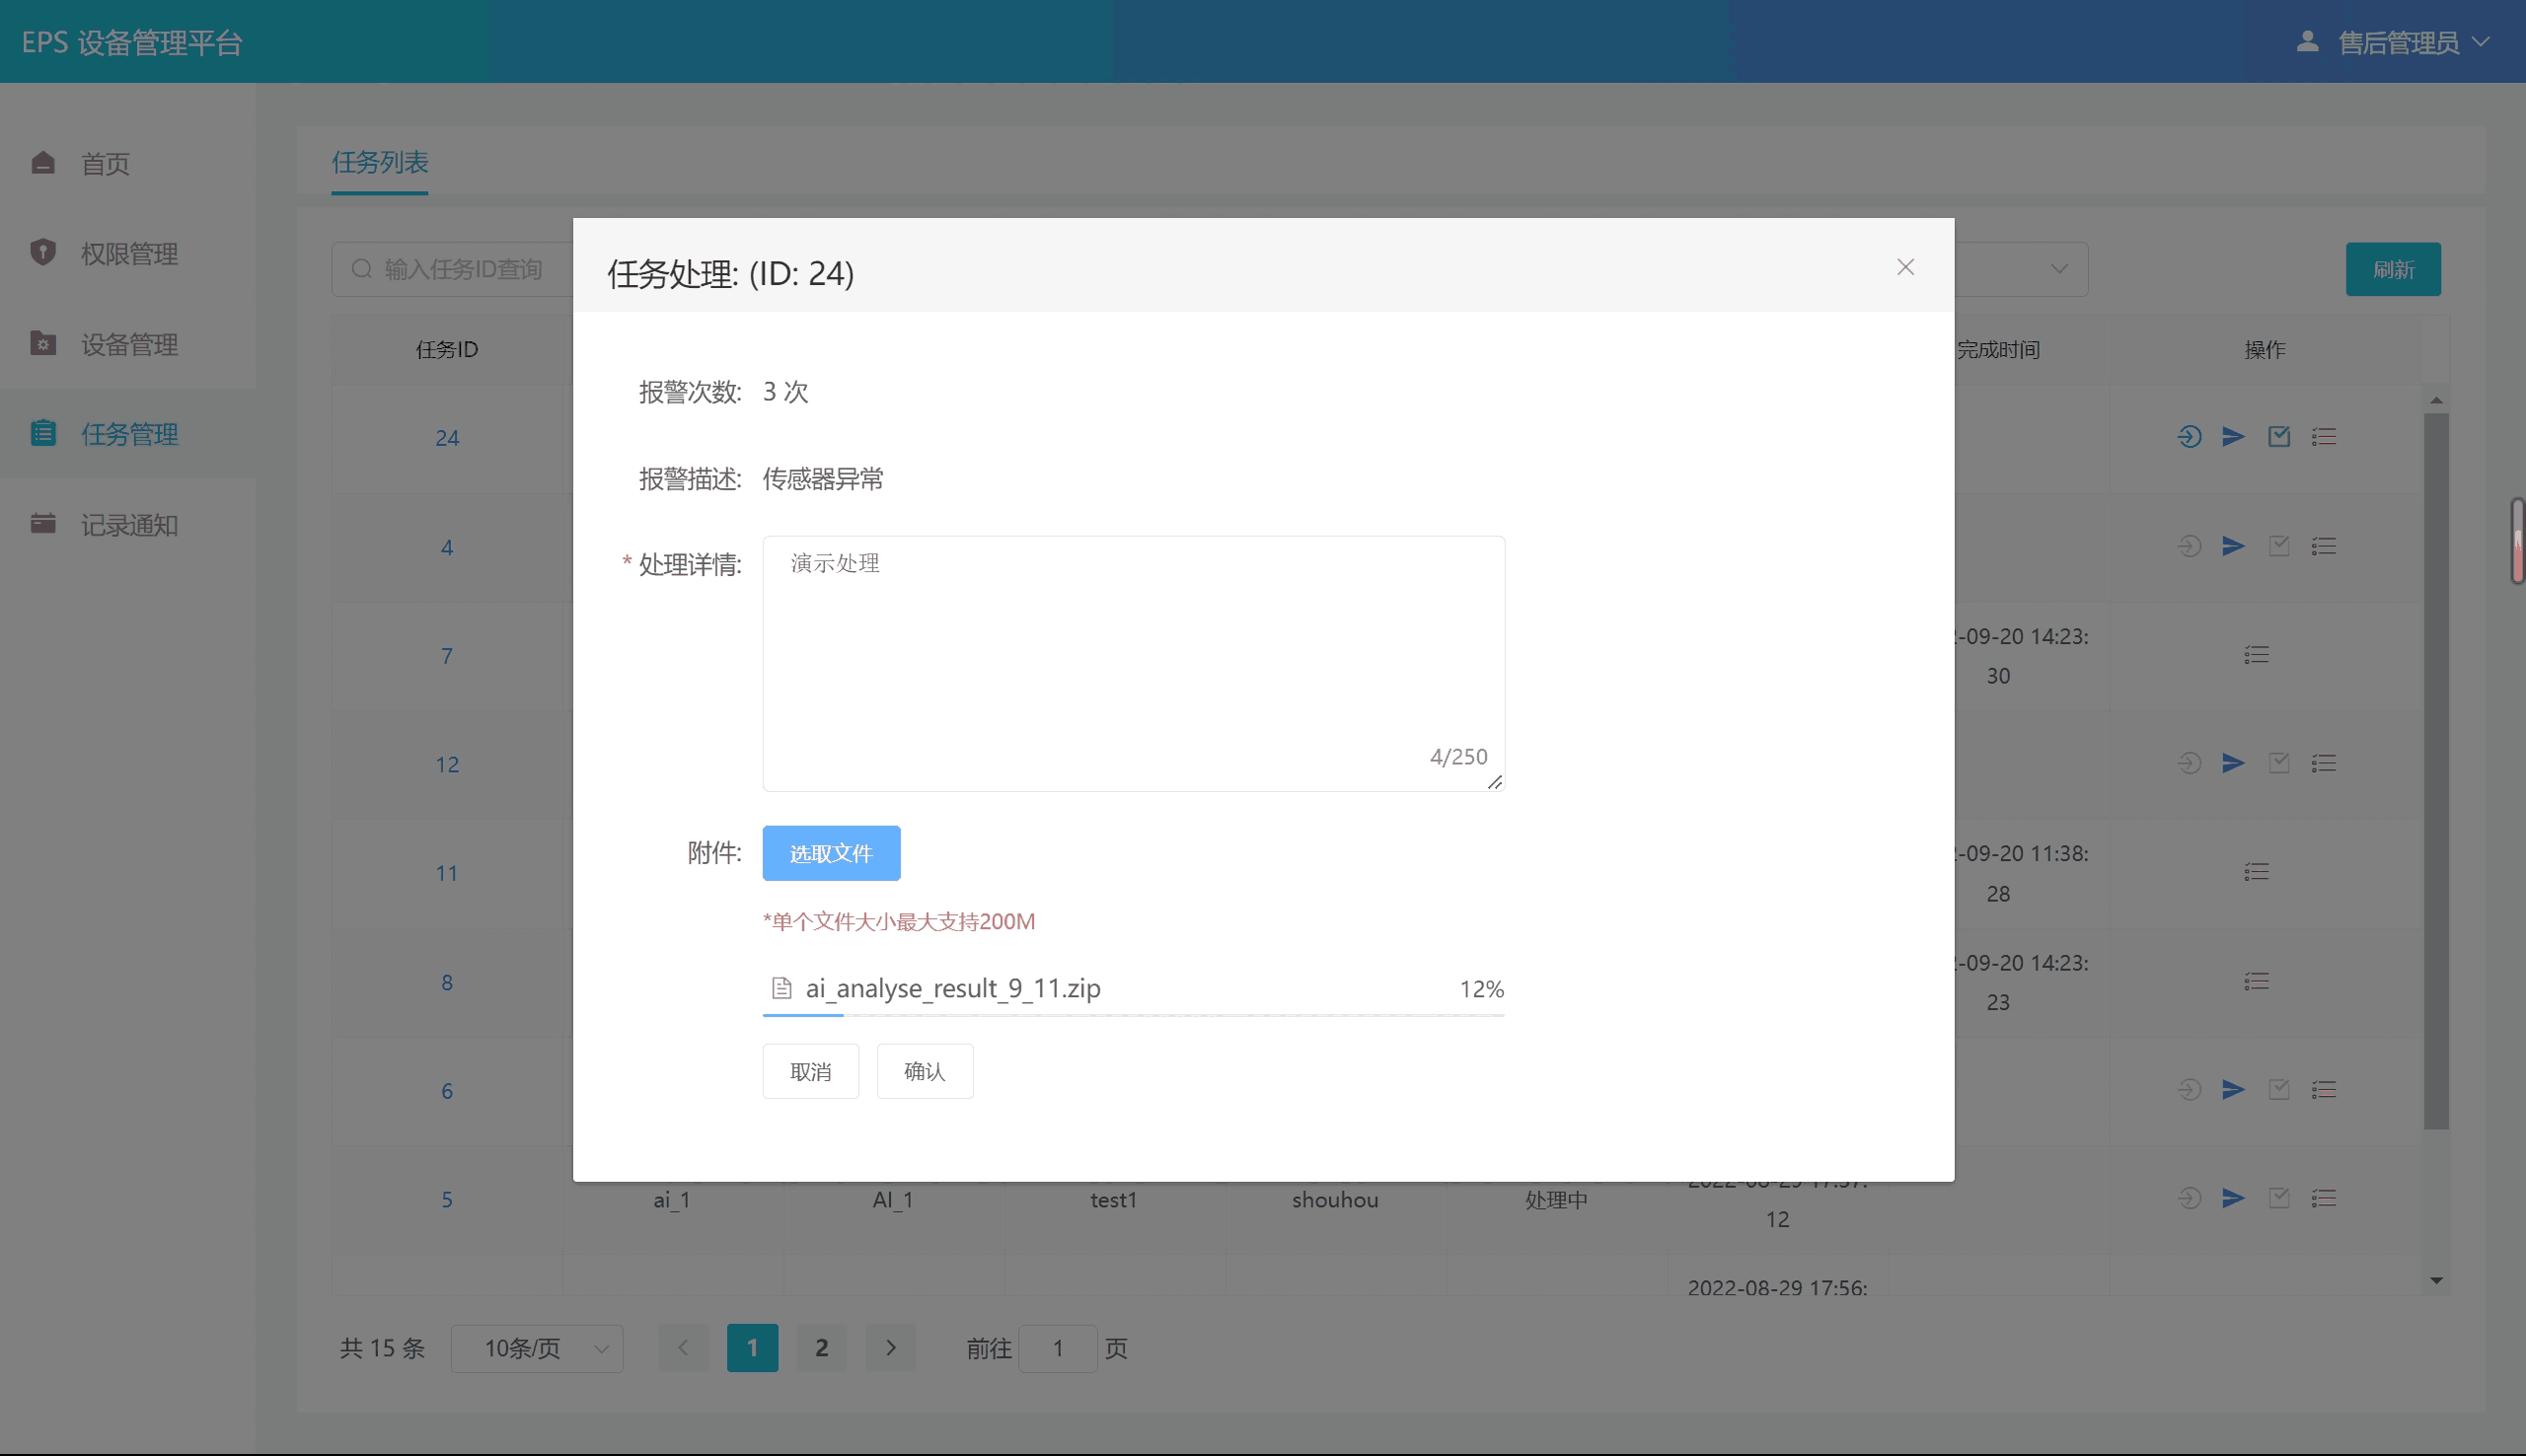 EPS 设备管理平台
售后管理员
首页
权限管理
设备管理
任务管理
记录通知
任务列表
输入任务ID查询
刷新
任务ID
完成时间
操作
24
4
7
-09-20 14:23:
30
12
11
-09-20 11:38:
28
8
-09-20 14:23:
23
6
任务处理: (ID: 24)
报警次数: 3 次
报警描述: 传感器异常
* 处理详情: 演示处理
4/250
附件: 选取文件
*单个文件大小最大支持200M
ai_analyse_result_9_11.zip 12%
取消 确认
5 ai_1 AI_1 test1 shouhou 处理中
12
2022-08-29 17:56:
共 15 条 10条/页 1 2 前往 1 页